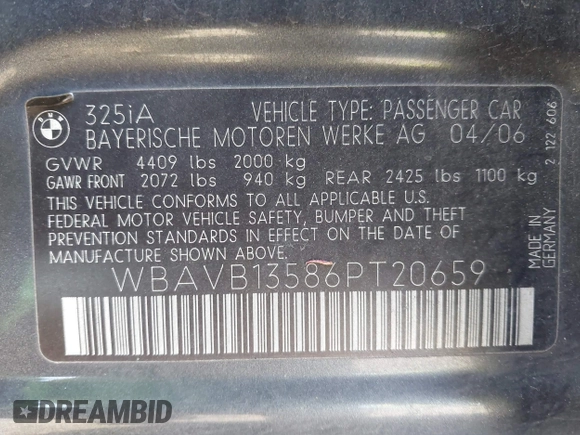 BMW
325iA VEHICLE TYPE: PASSENGER CAR
BAYERISCHE MOTOREN WERKE AG 04/06
GVWR 4409 lbs 2000 kg
GAWR FRONT 2072 lbs 940 kg REAR 2425 lbs 1100 kg
THIS VEHICLE CONFORMS TO ALL APPLICABLE U.S.
FEDERAL MOTOR VEHICLE SAFETY, BUMPER AND THEFT
PREVENTION STANDARDS IN EFFECT ON THE DATE OF
MANUFACTURE SHOWN ABOVE.
WBAVB13586PT20659
2 122 606
MADE IN
GERMANY
DREAMBID